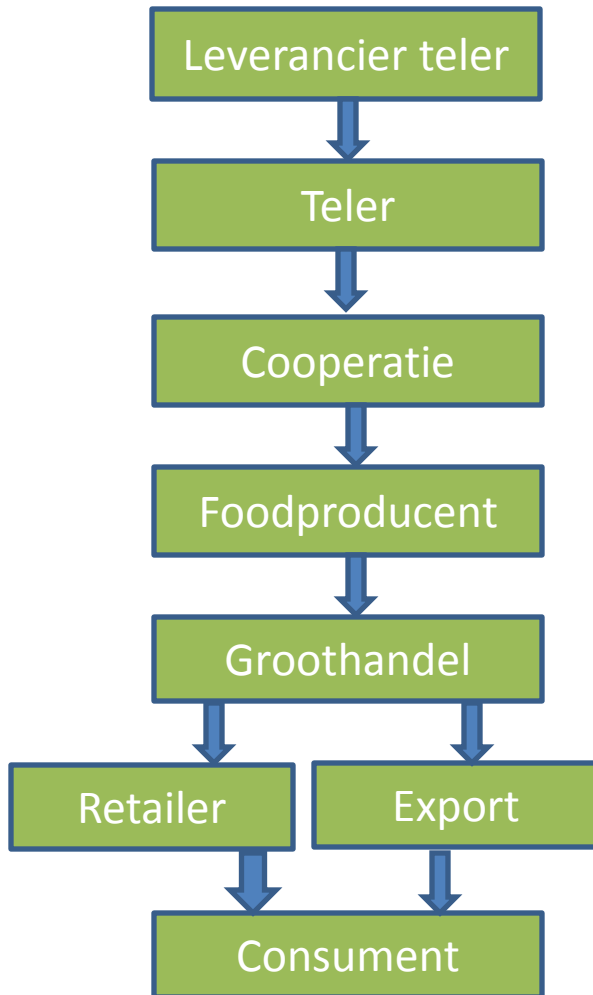 Leverancier teler
Teler
Cooperatie
Foodproducent
Groothandel
Retailer
Export
Consument